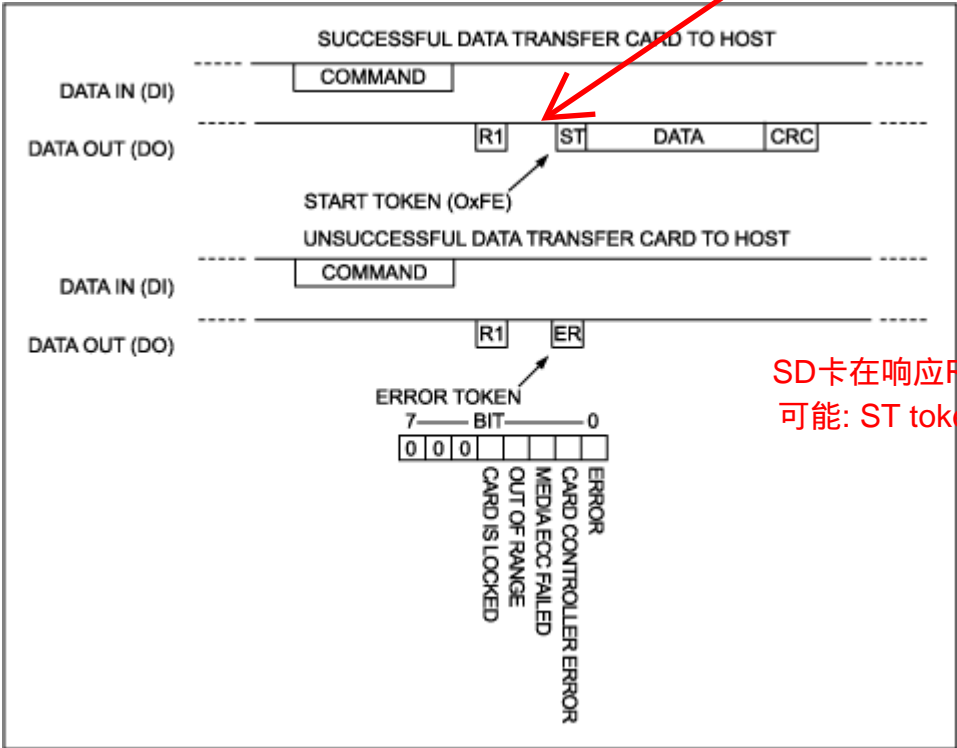 SUCCESSFUL DATA TRANSFER CARD TO HOST
DATA IN (DI)
COMMAND
DATA OUT (DO)
R1
ST
DATA
CRC
START TOKEN (OxFE)
UNSUCCESSFUL DATA TRANSFER CARD TO HOST
DATA IN (DI)
COMMAND
DATA OUT (DO)
R1
ER
SD卡在响应
可能: ST
ERROR TOKEN
7 BIT 0
0 0 0
CARD IS LOCKED
OUT OF RANGE
MEDIA ECC FAILED
CARD CONTROLLER ERROR
ERROR